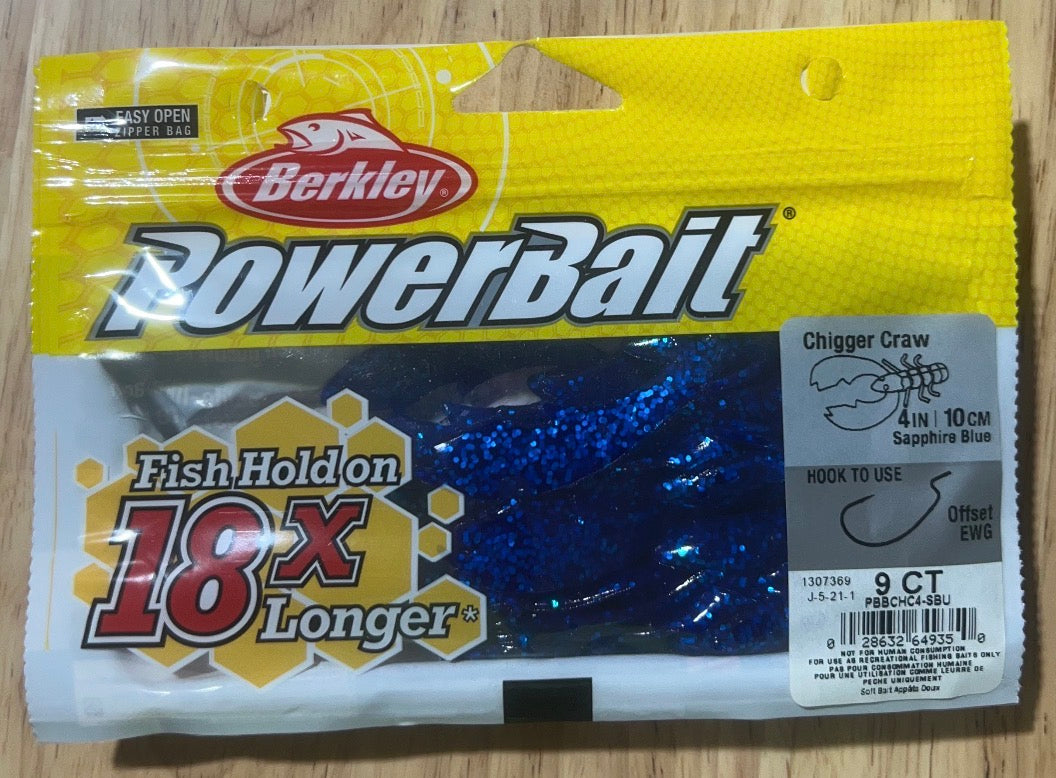 EASY OPEN
ZIPPER BAG
Berkley®
PowerBait®
Fish Hold on
18x
Longer*
Chigger Craw
4IN | 10CM
Sapphire Blue
HOOK TO USE
Offset
EWG
1307369
J-5-21-1
9 CT
PBBCHC4-SBU
0 28632 64935 0
NOT FOR HUMAN CONSUMPTION
FOR USE AS RECREATIONAL FISHING BAITS ONLY
PAS POUR CONSOMMATION HUMAINE
POUR UNE UTILISATION COMME LEURRE DE
PECHE UNIQUEMENT
Soft Bait Appâts Doux